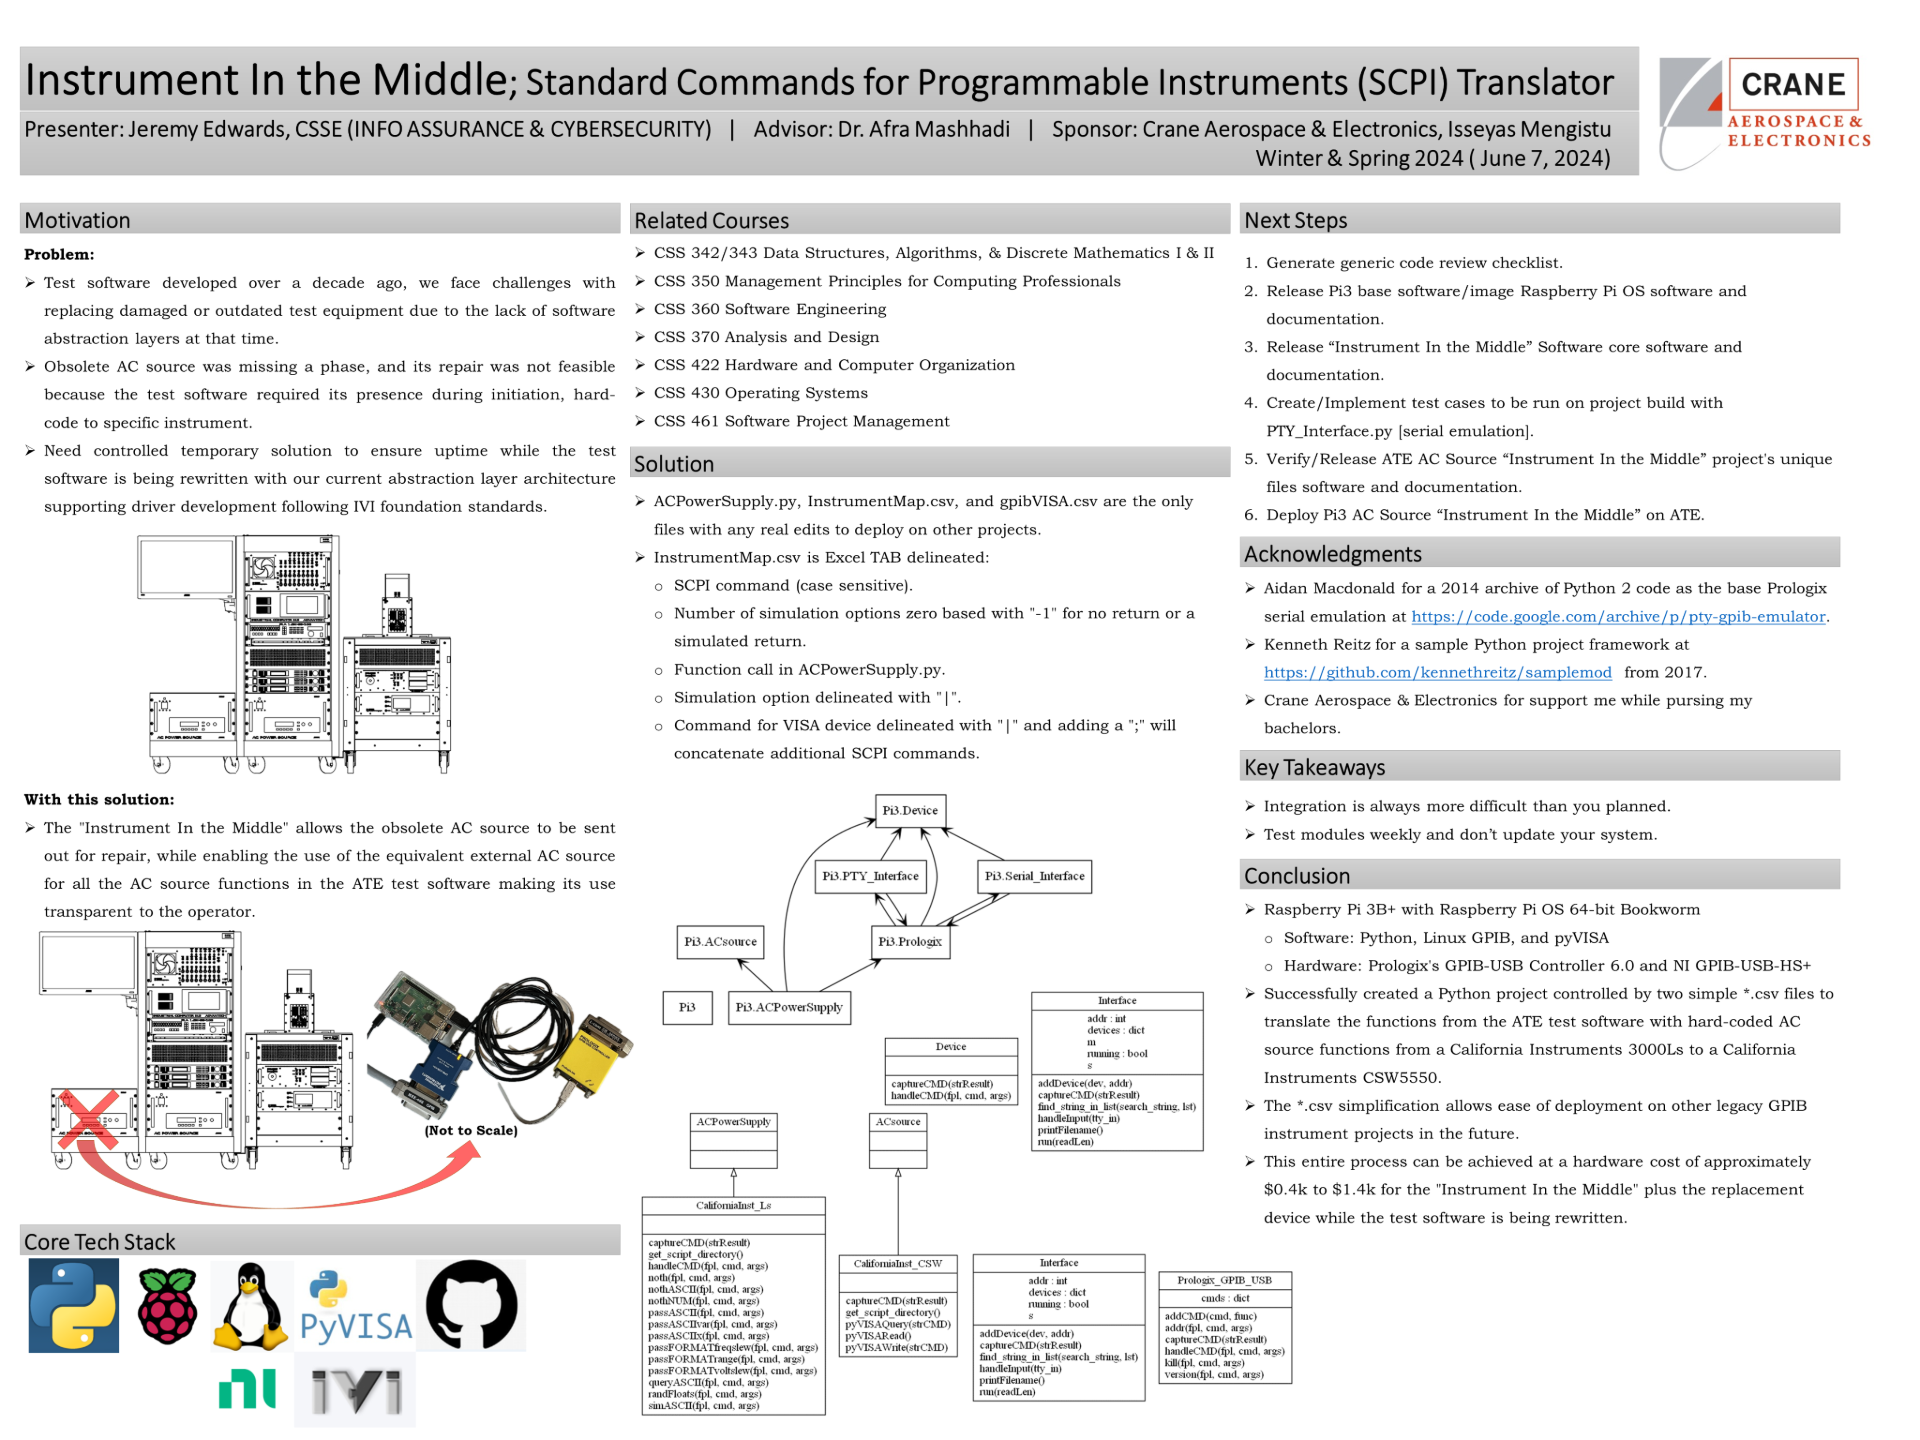 Instrument In the Middle; Standard Commands for Programmable Instruments (SCPI) Translator
Presenter: Jeremy Edwards, CSSE (INFO ASSURANCE & CYBERSECURITY) | Advisor: Dr. Afra Mashhadi | Sponsor: Crane Aerospace & Electronics, Isseyas Mengistu
Winter & Spring 2024 ( June 7, 2024)
CRANE
AEROSPACE &
ELECTRONICS
Motivation
Problem:
➢ Test software developed over a decade ago, we face challenges with
replacing damaged or outdated test equipment due to the lack of software
abstraction layers at that time.
➢ Obsolete AC source was missing a phase, and its repair was not feasible
because the test software required its presence during initiation, hard-
code to specific instrument.
➢ Need controlled temporary solution to ensure uptime while the test
software is being rewritten with our current abstraction layer architecture
supporting driver development following IVI foundation standards.
AC POWER SOURCE
AC POWER SOURCE
With this solution:
➢ The "Instrument In the Middle" allows the obsolete AC source to be sent
out for repair, while enabling the use of the equivalent external AC source
for all the AC source functions in the ATE test software making its use
transparent to the operator.
(Not to Scale)
Core Tech Stack
PyVISA
IVI
Related Courses
➢ CSS 342/343 Data Structures, Algorithms, & Discrete Mathematics I & II
➢ CSS 350 Management Principles for Computing Professionals
➢ CSS 360 Software Engineering
➢ CSS 370 Analysis and Design
➢ CSS 422 Hardware and Computer Organization
➢ CSS 430 Operating Systems
➢ CSS 461 Software Project Management
Solution
➢ ACPowerSupply.py, InstrumentMap.csv, and gpibVISA.csv are the only
files with any real edits to deploy on other projects.
➢ InstrumentMap.csv is Excel TAB delineated:
o SCPI command (case sensitive).
o Number of simulation options zero based with "-1" for no return or a
simulated return.
o Function call in ACPowerSupply.py.
o Simulation option delineated with "|".
o Command for VISA device delineated with "|" and adding a ";" will
concatenate additional SCPI commands.
Pi3.Device
Pi3.PTY_Interface
Pi3.Serial_Interface
Pi3.ACsource
Pi3.Prologix
Pi3
Pi3.ACPowerSupply
Interface
addr : int
devices : dict
m
running : bool
s
addDevice(dev, addr)
captureCMD(strResult)
find_string_in_list(search_string, lst)
handleInput(tty_in)
printFilename()
run(readLen)
Device
captureCMD(strResult)
handleCMD(fpl, cmd, args)
ACPowerSupply
ACsource
CaliforniaInst_Ls
captureCMD(strResult)
get_script_directory()
handleCMD(fpl, cmd, args)
noth(fpl, cmd, args)
nothASCII(fpl, cmd, args)
nothNUM(fpl, cmd, args)
passASCII(fpl, cmd, args)
passASCIIvar(fpl, cmd, args)
passASCIIx(fpl, cmd, args)
passFORMATfreqslew(fpl, cmd, args)
passFORMATrange(fpl, cmd, args)
passFORMATvoltslew(fpl, cmd, args)
queryASCII(fpl, cmd, args)
randFloats(fpl, cmd, args)
simASCII(fpl, cmd, args)
CaliforniaInst_CSW
captureCMD(strResult)
get_script_directory()
pyVISAQuery(strCMD)
pyVISARead()
pyVISAWrite(strCMD)
Interface
addr : int
devices : dict
running : bool
s
addDevice(dev, addr)
captureCMD(strResult)
find_string_in_list(search_string, lst)
handleInput(tty_in)
printFilename()
run(readLen)
Prologix_GPIB_USB
cmds : dict
addCMD(cmd, func)
addr(fpl, cmd, args)
captureCMD(strResult)
handleCMD(fpl, cmd, args)
kill(fpl, cmd, args)
version(fpl, cmd, args)
Next Steps
1. Generate generic code review checklist.
2. Release Pi3 base software/image Raspberry Pi OS software and
documentation.
3. Release “Instrument In the Middle” Software core software and
documentation.
4. Create/Implement test cases to be run on project build with
PTY_Interface.py [serial emulation].
5. Verify/Release ATE AC Source “Instrument In the Middle” project's unique
files software and documentation.
6. Deploy Pi3 AC Source “Instrument In the Middle” on ATE.
Acknowledgments
➢ Aidan Macdonald for a 2014 archive of Python 2 code as the base Prologix
serial emulation at https://code.google.com/archive/p/pty-gpib-emulator.
➢ Kenneth Reitz for a sample Python project framework at
https://github.com/kennethreitz/samplemod from 2017.
➢ Crane Aerospace & Electronics for support me while pursing my
bachelors.
Key Takeaways
➢ Integration is always more difficult than you planned.
➢ Test modules weekly and don’t update your system.
Conclusion
➢ Raspberry Pi 3B+ with Raspberry Pi OS 64-bit Bookworm
o Software: Python, Linux GPIB, and pyVISA
o Hardware: Prologix's GPIB-USB Controller 6.0 and NI GPIB-USB-HS+
➢ Successfully created a Python project controlled by two simple *.csv files to
translate the functions from the ATE test software with hard-coded AC
source functions from a California Instruments 3000Ls to a California
Instruments CSW5550.
➢ The *.csv simplification allows ease of deployment on other legacy GPIB
instrument projects in the future.
➢ This entire process can be achieved at a hardware cost of approximately
$0.4k to $1.4k for the "Instrument In the Middle" plus the replacement
device while the test software is being rewritten.